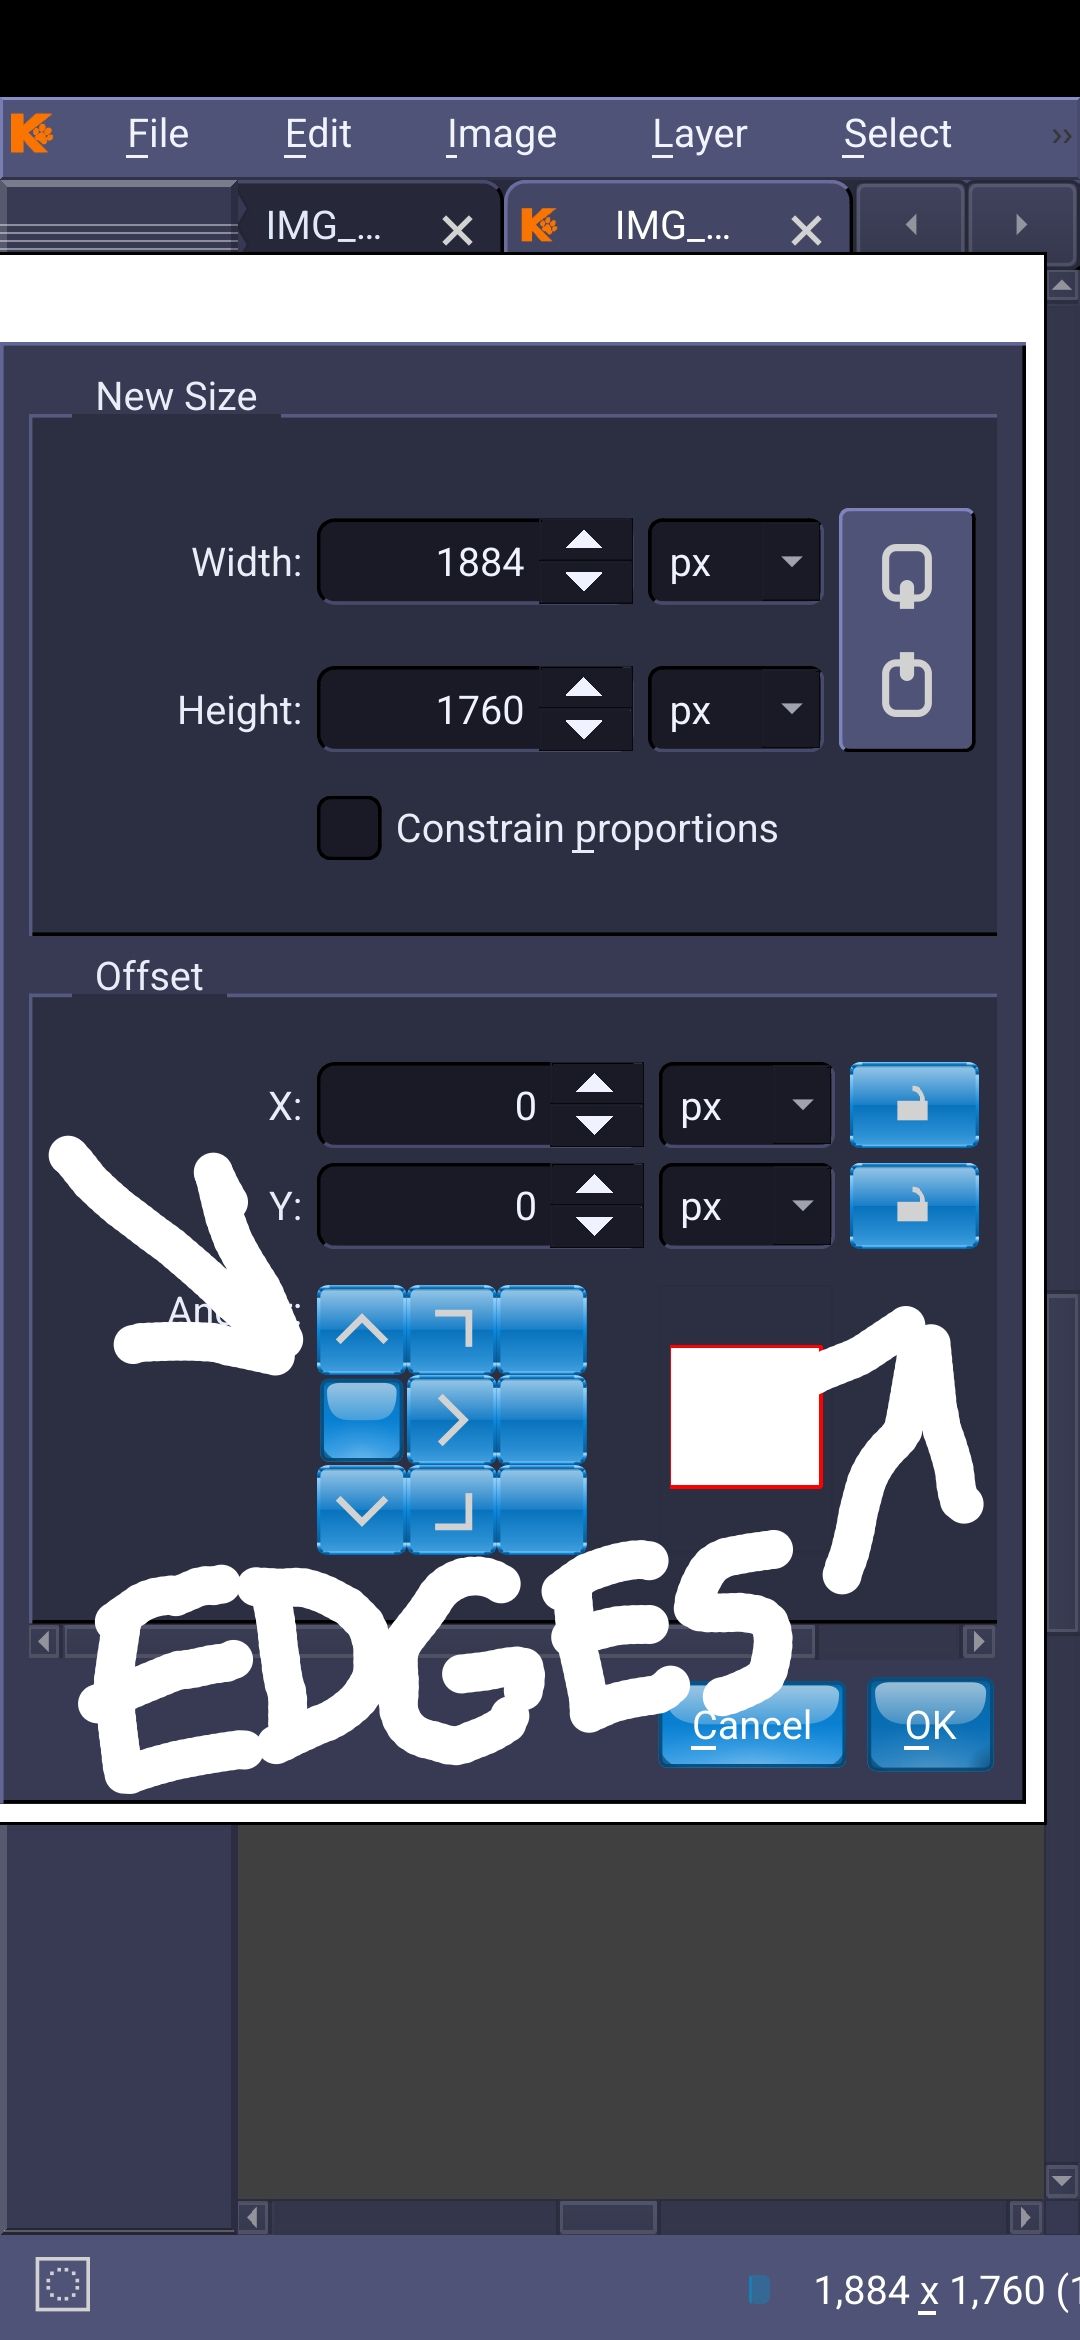 File Edit Image Layer Select »
IMG_... IMG_...
New Size
Width: 1884 px
Height: 1760 px
Constrain proportions
Offset
X: 0 px
Y: 0 px
EDGES
Cancel OK
1,884 x 1,760 (1